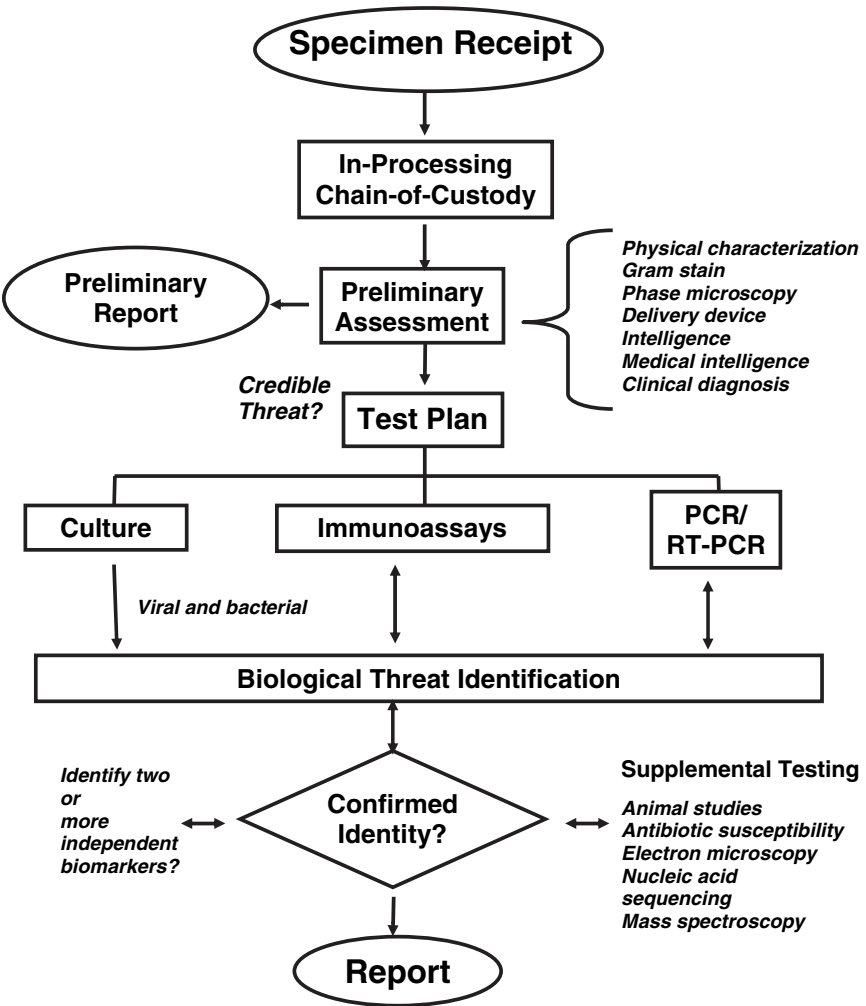 Specimen Receipt
In-Processing
Chain-of-Custody
Preliminary
Report
Preliminary
Assessment
Physical characterization
Gram stain
Phase microscopy
Delivery device
Intelligence
Medical intelligence
Clinical diagnosis
Credible
Threat?
Test Plan
Culture
Immunoassays
PCR/
RT-PCR
Viral and bacterial
Biological Threat Identification
Identify two
or
more
independent
biomarkers?
Confirmed
Identity?
Supplemental Testing
Animal studies
Antibiotic susceptibility
Electron microscopy
Nucleic acid
sequencing
Mass spectroscopy
Report